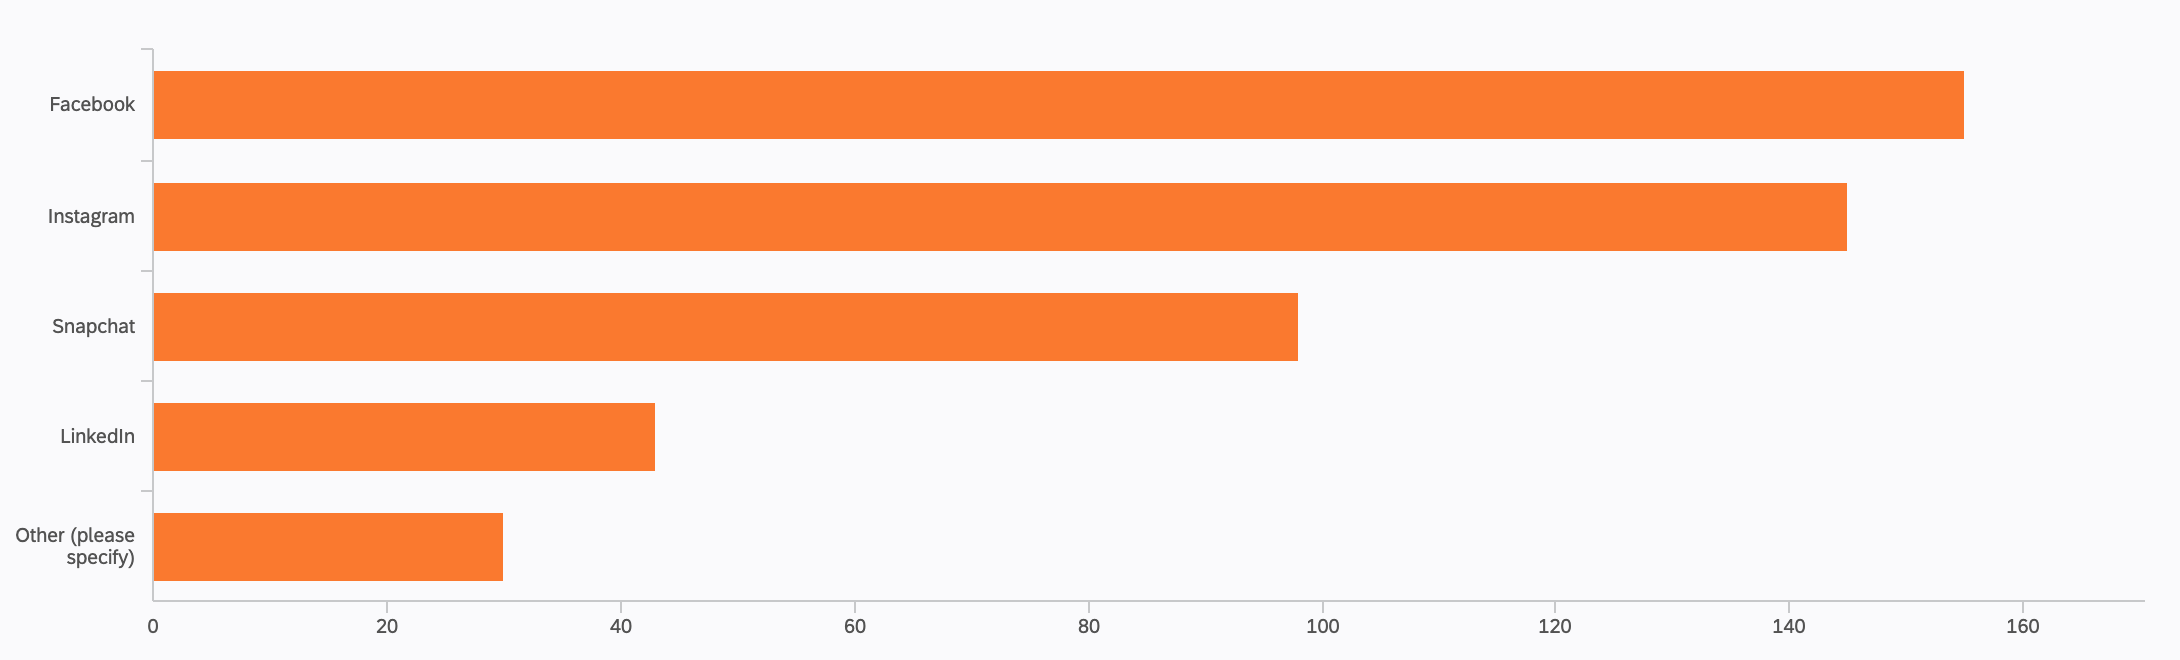 Facebook
Instagram
Snapchat
LinkedIn
Other (please
specify)
0 20 40 60 80 100 120 140 160